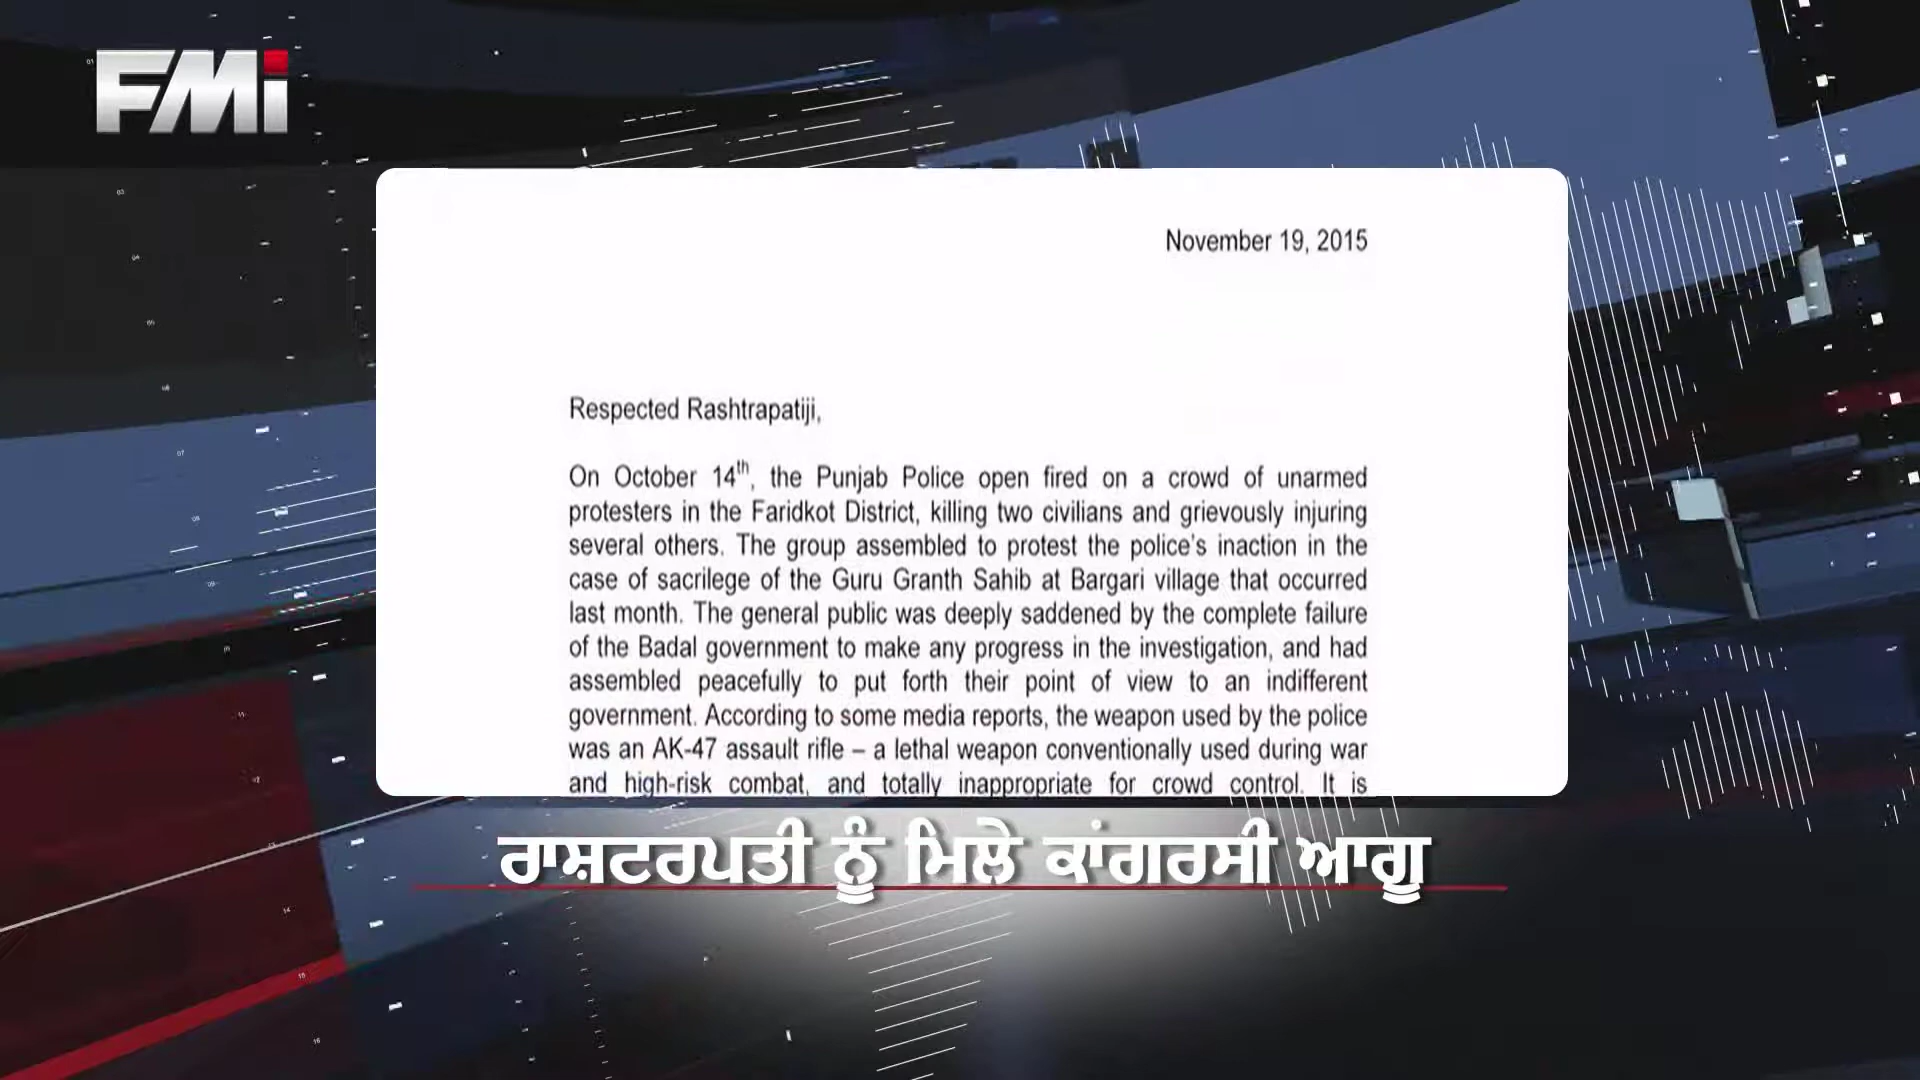 FMi
November 19, 2015
Respected Rashtrapatiji,
On October 14th, the Punjab Police open fired on a crowd of unarmed
protesters in the Faridkot District, killing two civilians and grievously injuring
several others. The group assembled to protest the police's inaction in the
case of sacrilege of the Guru Granth Sahib at Bargari village that occurred
last month. The general public was deeply saddened by the complete failure
of the Badal government to make any progress in the investigation, and had
assembled peacefully to put forth their point of view to an indifferent
government. According to some media reports, the weapon used by the police
was an AK-47 assault rifle – a lethal weapon conventionally used during war
and high-risk combat, and totally inappropriate for crowd control. It is
ਰਾਸ਼ਟਰਪਤੀ ਨੂੰ ਮਿਲੇ ਕਾਂਗਰਸੀ ਆਗੂ